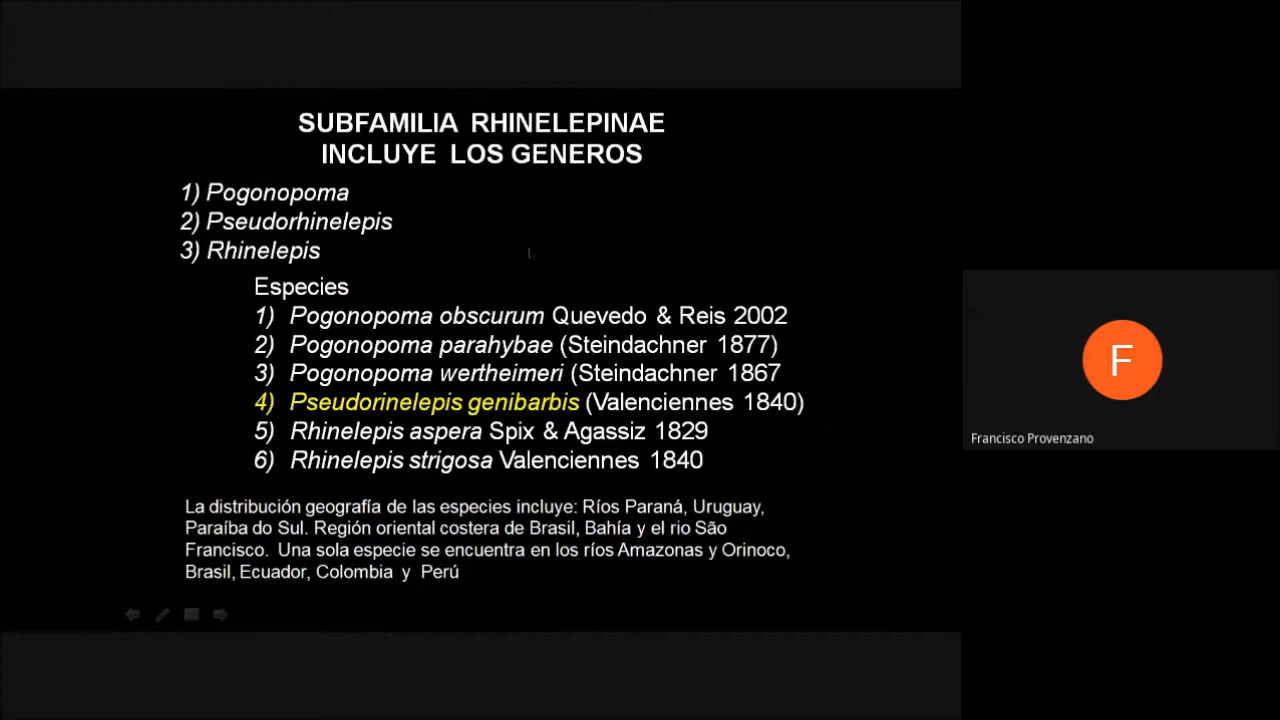 SUBFAMILIA RHINELEPINAE
INCLUYE LOS GENEROS
1) Pogonopoma
2) Pseudorhinelepis
3) Rhinelepis
Especies
1) Pogonopoma obscurum Quevedo & Reis 2002
2) Pogonopoma parahybae (Steindachner 1877)
3) Pogonopoma wertheimeri (Steindachner 1867
4) Pseudorinelepis genibarbis (Valenciennes 1840)
5) Rhinelepis aspera Spix & Agassiz 1829
6) Rhinelepis strigosa Valenciennes 1840
La distribución geografía de las especies incluye: Ríos Paraná, Uruguay,
Paraíba do Sul. Región oriental costera de Brasil, Bahía y el rio São
Francisco. Una sola especie se encuentra en los ríos Amazonas y Orinoco,
Brasil, Ecuador, Colombia y Perú
F
Francisco Provenzano